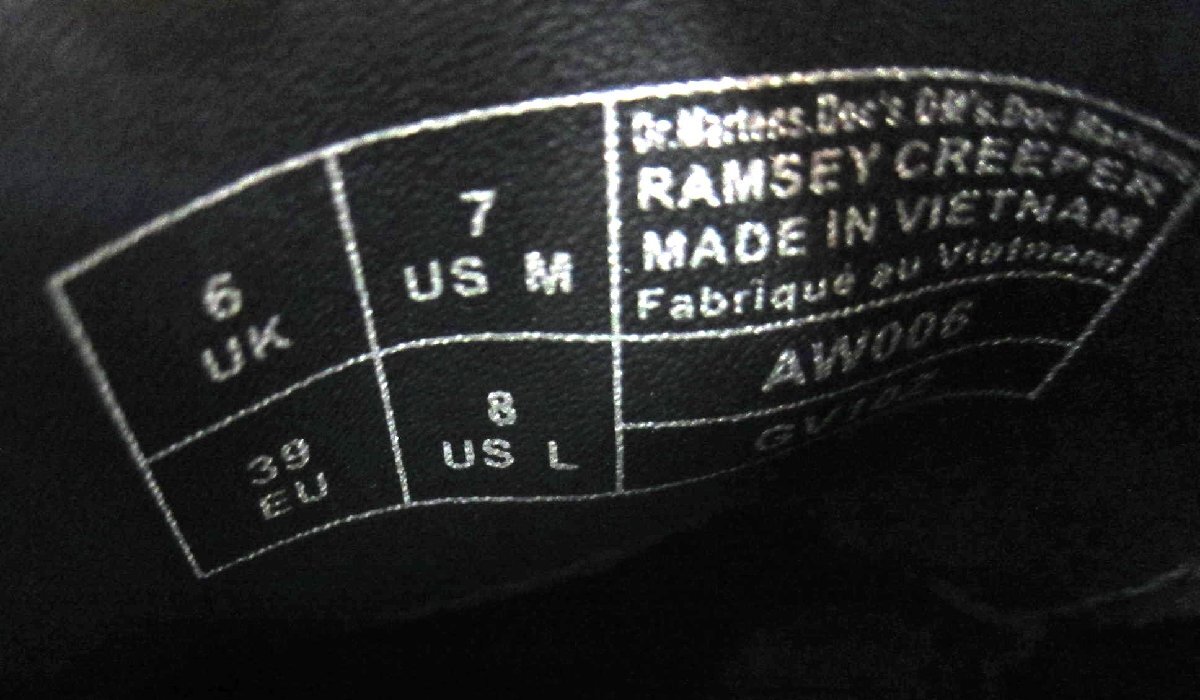 6
UK
7
US M
39
EU
8
US L
Dr.Martens.Doc's.DM's.Doc Martens
RAMSEY CREEPER
MADE IN VIETNAM
Fabriqué au Vietnam
AW006